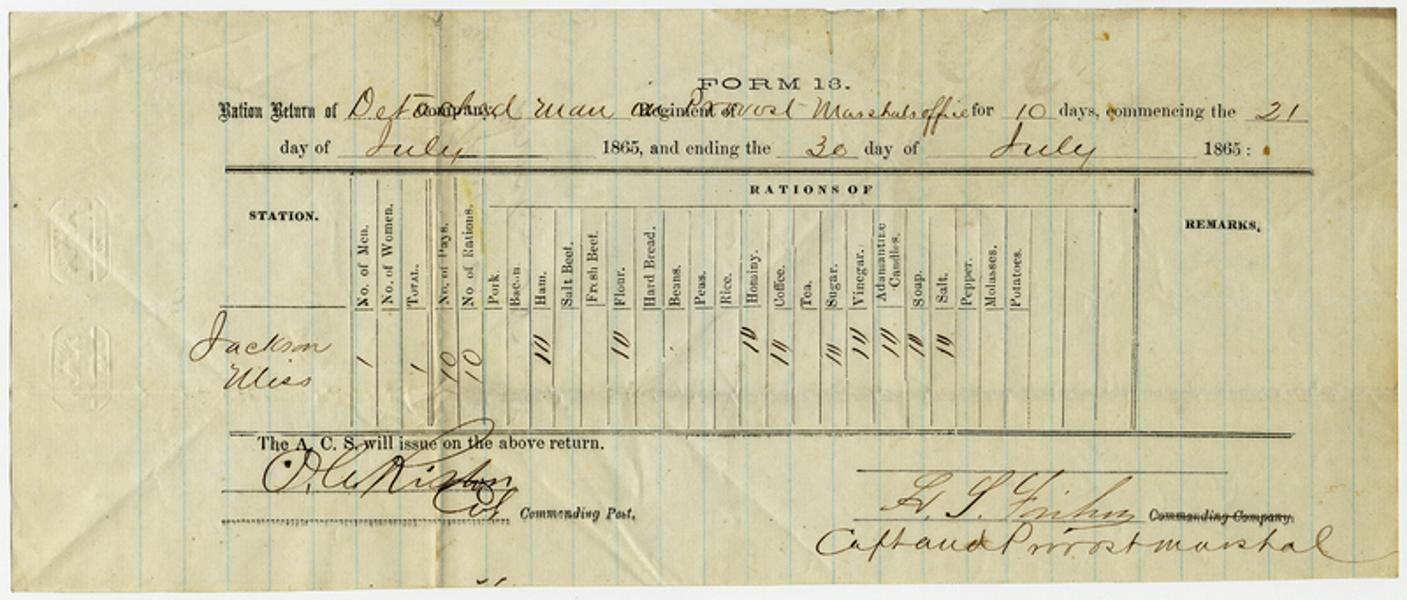 FORM 13.
Ration Return of Detached man in Provost Marshals office for 10 days, commencing the 21
day of July 1865, and ending the 30 day of July 1865:
RATIONS OF
STATION.
No. of Men.
No. of Women.
TOTAL.
No. of Days.
No of Rations.
Pork.
Bacon.
Ham.
Salt Beef.
Fresh Beef.
Flour.
Hard Bread.
Beans.
Peas.
Rice.
Hominy.
Coffee.
Tea.
Sugar.
Vinegar.
Adamantine
Candles.
Soap.
Salt.
Pepper.
Molasses.
Potatoes.
REMARKS.
Jackson
Miss
1 1 10 10 10 10 10 10 10 10 10 10 10
The A. C. S. will issue on the above return.
Col Commanding Post,
Commanding Company.
Capt and Provost marshal